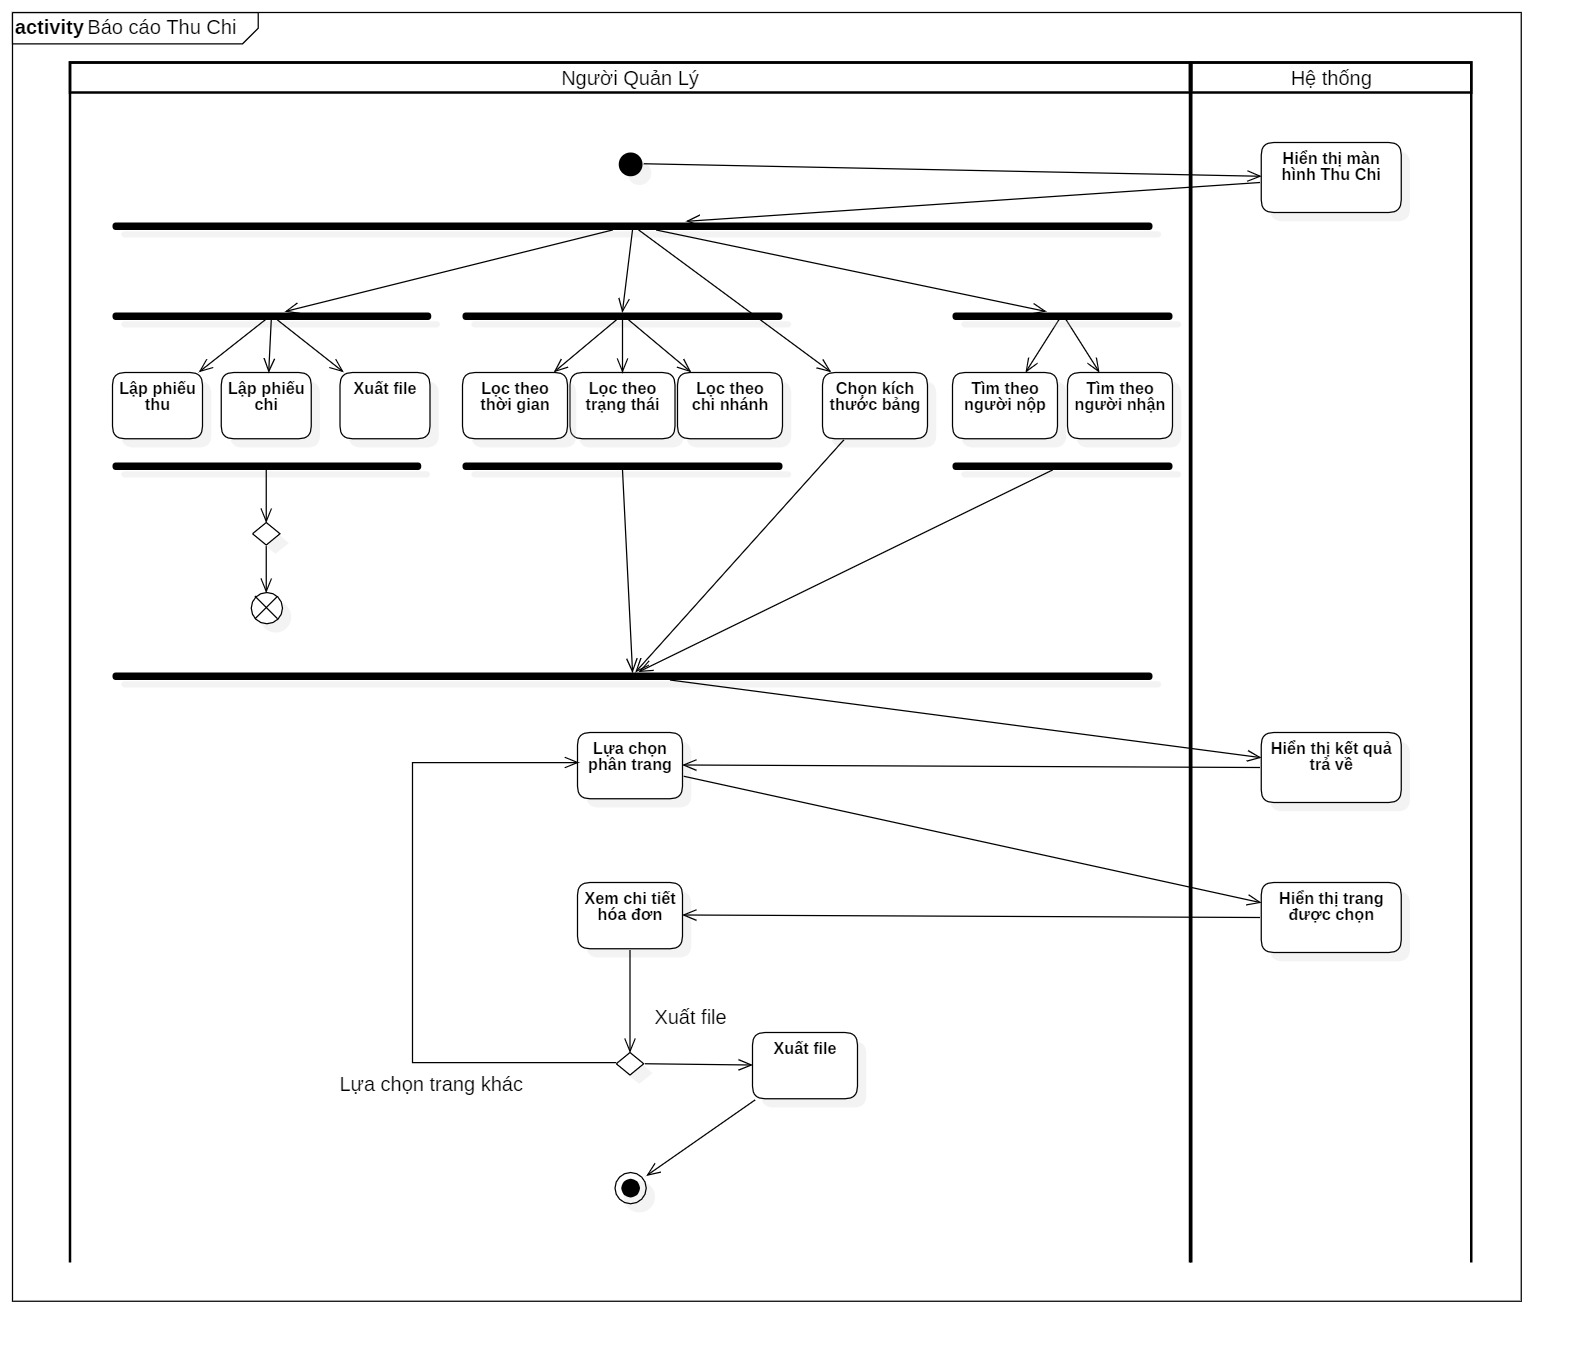 activity Báo cáo Thu Chi
Người Quản Lý
Hệ thống
Hiển thị màn
hình Thu Chi
Lập phiếu
thu
Lập phiếu
chi
Xuất file
Lọc theo
thời gian
Lọc theo
trạng thái
Lọc theo
chi nhánh
Chọn kích
thước bảng
Tìm theo
người nộp
Tìm theo
người nhận
Lựa chọn
phân trang
Hiển thị kết quả
trả về
Xem chi tiết
hóa đơn
Hiển thị trang
được chọn
Xuất file
Xuất file
Lựa chọn trang khác